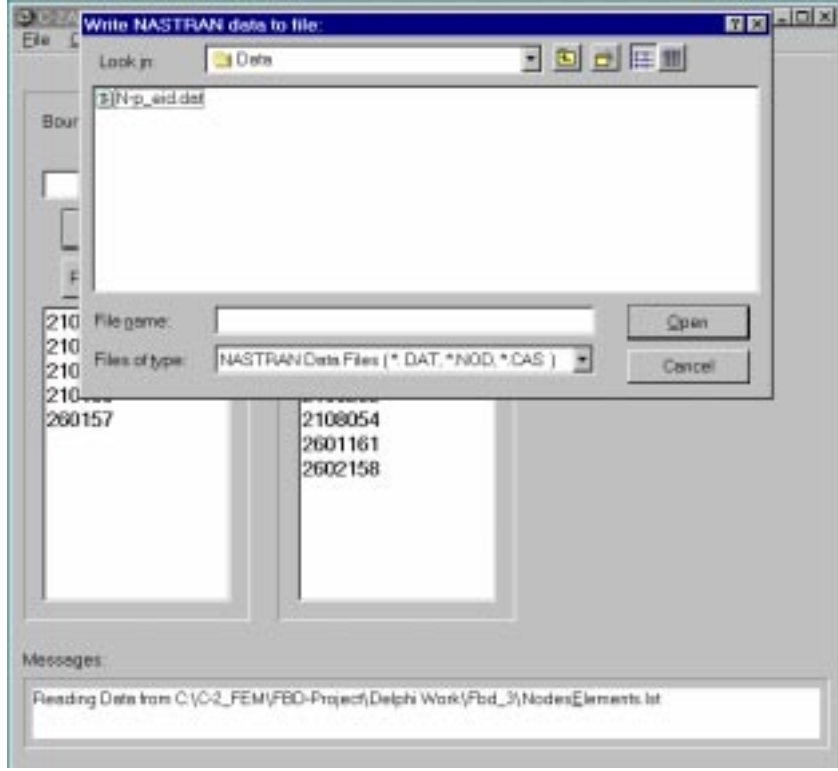 Write NASTRAN data to file:
File
Look in:
Data
N-p_eid.dat
Boun
File name:
Open
Files of type:
NASTRAN Data Files (*.DAT, *.NOD, *.CAS )
Cancel
210
210
210
260157
2108054
2601161
2602158
Messages:
Reading Data from C:\C-2_FEM\FBD-Project\Delphi Work\Fbd_3\NodesElements.lst